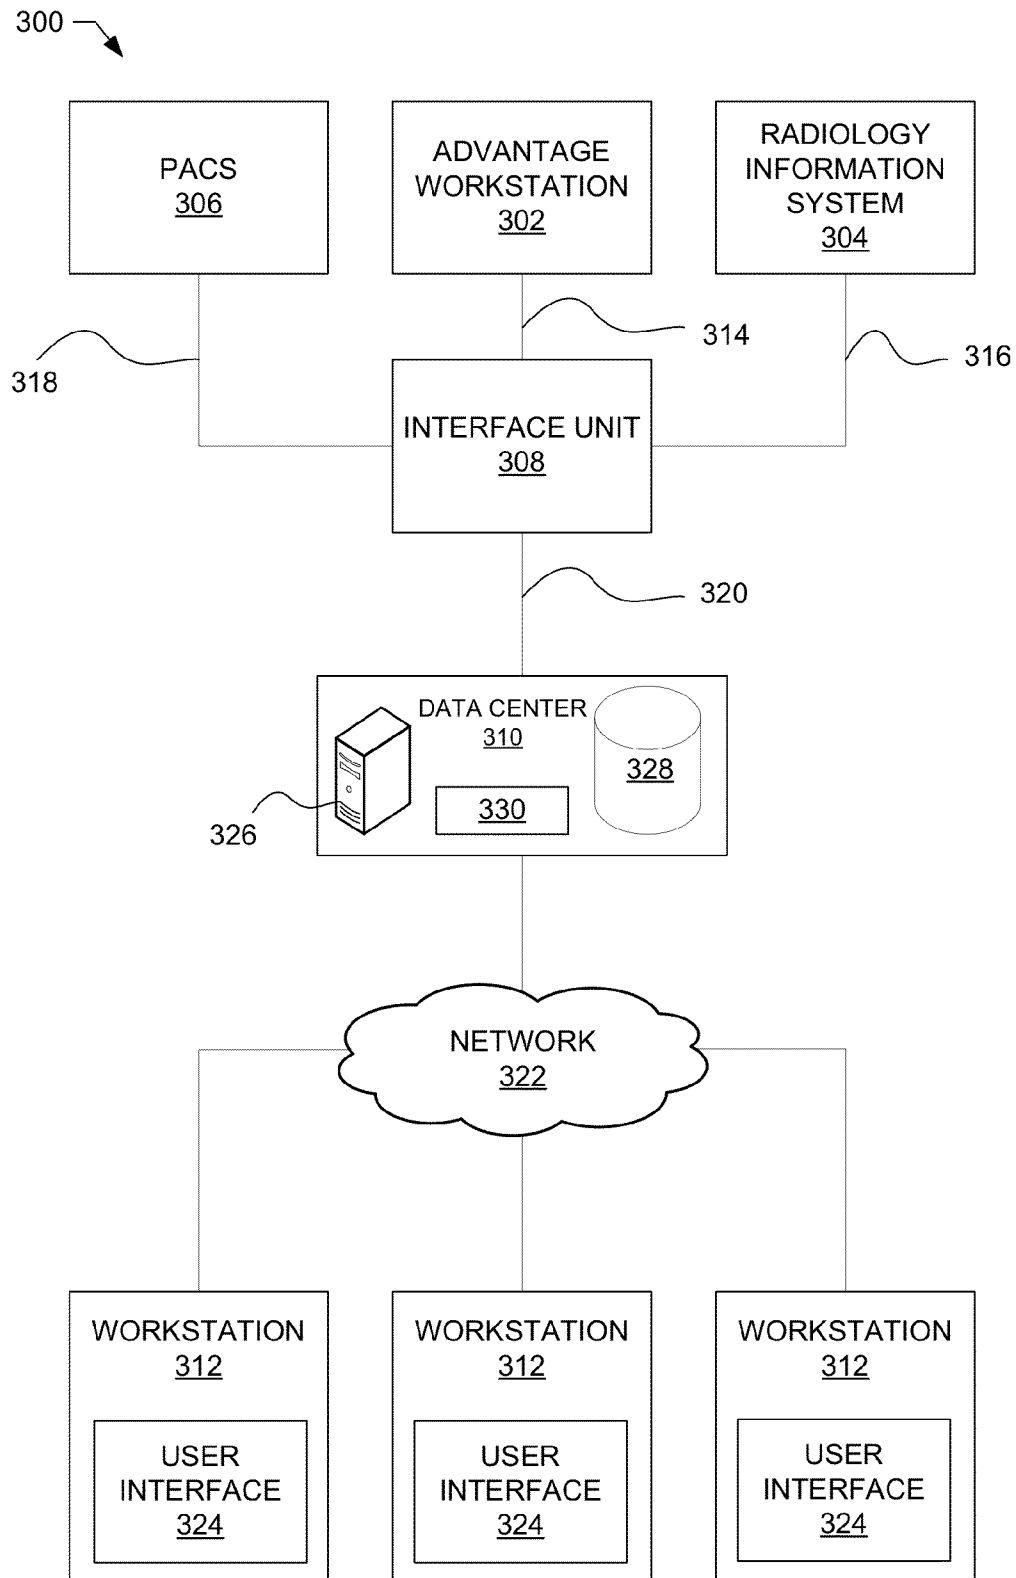 300
PACS
306
ADVANTAGE
WORKSTATION
302
RADIOLOGY
INFORMATION
SYSTEM
304
318
314
316
INTERFACE UNIT
308
320
DATA CENTER
310
326
330
328
NETWORK
322
WORKSTATION
312
USER
INTERFACE
324
WORKSTATION
312
USER
INTERFACE
324
WORKSTATION
312
USER
INTERFACE
324